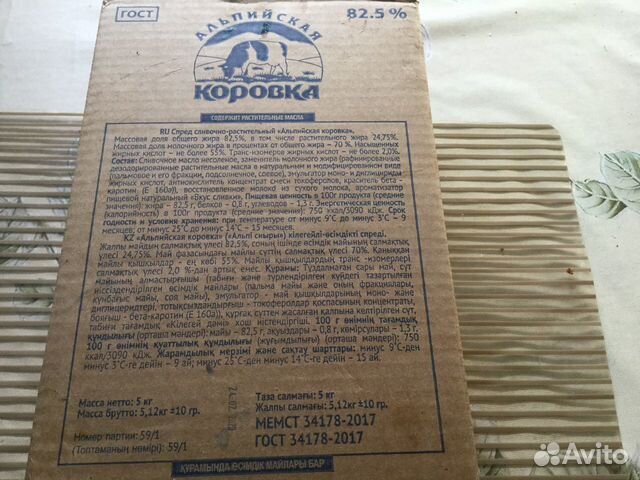 ГОСТ
82.5 %
АЛЬПИЙСКАЯ
КОРОВКА
СОДЕРЖИТ РАСТИТЕЛЬНЫЕ МАСЛА
RU Спред сливочно-растительный «Альпийская коровка».
Массовая доля общего жира 82,5%, в том числе растительного жира 24,75%.
Массовая доля молочного жира в процентах от общего жира – 70 %. Насыщенных
жирных кислот – не более 55%. Транс-изомеров жирных кислот – не более 2,0%.
Состав: Сливочное масло несоленое, заменитель молочного жира (рафинированные
дезодорированные растительные масла в натуральном и модифицированном виде
(пальмовое и его фракции, подсолнечное, соевое), эмульгатор моно- и диглицериды
жирных кислот, антиокислитель концентрат смеси токоферолов, краситель бета-
каротин (Е 160а)), восстановленное молоко из сухого молока, ароматизатор
пищевой натуральный «Вкус сливки». Пищевая ценность в 100г продукта (средние
значения): жира – 82,5 г, белков – 0,8 г, углеводов – 1,3 г. Энергетическая ценность
(калорийность) в 100г продукта (средние значения): 750 ккал/3090 кДж. Срок
годности и условия хранения: при температуре от минус 9°С до минус 3°С – 9
месяцев; от минус 25°С до минус 14°С – 15 месяцев.
KZ «Альпийская коровка» («Альпі сиыры») кілегейлі-өсімдікті спреді.
Жалпы майдың салмақтық үлесі 82,5%, соның ішінде өсімдік майының салмақтық
үлесі 24,75%. Май фазасындағы майлы сүттің салмақтық үлесі 70%. Қаныққан
майлы қышқылдар - ең көбі 55%. Майлы қышқылдардың транс -изомерлері
салмақтық үлесі 2,0 %-дан артық емес. Құрамы: Тұздалмаған сары май, сүт
майының алмастырғышы (табиғи және түрлендірілген күйдегі тазартылған
иіссіздендірілген өсімдік майлары (пальма майы және оның фракциялары,
күнбағыс майы, соя майы), эмульгатор - май қышқылдарының моно- және
диглицеридтері, тотықсыздандырғышы -токоферолдар қоспасының концентраты,
бояғыш - бета-каротин (Е 160а)), құрғақ сүттен жасалған қалпына келтірілген сүт,
табиғи тағамдық «Кілегей дәмі» хош иістендіргіші. 100 г өнімнің тағамдық
құндылығы (орташа мәндері): майы – 82,5 г, ақуыздары – 0,8 г, көмірсулары – 1,3 г.
100 г өнімнің қуаттылық құндылығы (жұғымдылығы) (орташа мәндері): 750
ккал/3090 кДж. Жарамдылық мерзімі және сақтау шарттары: минус 9°С-ден
минус 3°С-ге дейін – 9 ай; минус 25°С-ден минус 14°С-ге дейін – 15 ай.
Масса нетто: 5 кг
Масса брутто: 5,12кг ±10 гр.
Таза салмағы: 5 кг
Жалпы салмағы: 5,12кг ±10 гр.
Номер партии: 59/1
(Топтаманың нөмірі): 59/1
МЕМСТ 34178-2017
ГОСТ 34178-2017
ҚҰРАМЫНДА ӨСІМДІК МАЙЛАРЫ БАР
Avito